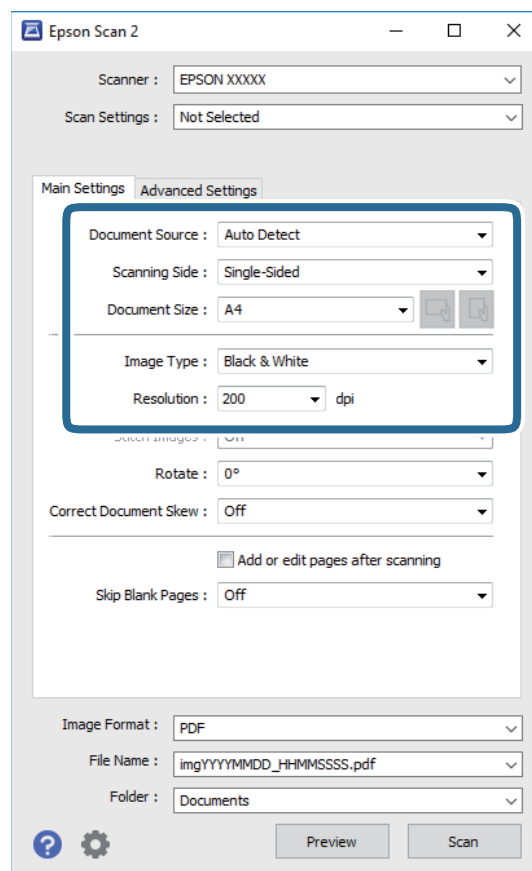 Epson Scan 2
Scanner : EPSON XXXXX
Scan Settings : Not Selected
Main Settings Advanced Settings
Document Source : Auto Detect
Scanning Side : Single-Sided
Document Size : A4
Image Type : Black & White
Resolution : 200 dpi
Stitch Images : Off
Rotate : 0°
Correct Document Skew : Off
Add or edit pages after scanning
Skip Blank Pages : Off
Image Format : PDF
File Name : imgYYYYMMDD_HHMMSSSS.pdf
Folder : Documents
? Preview Scan